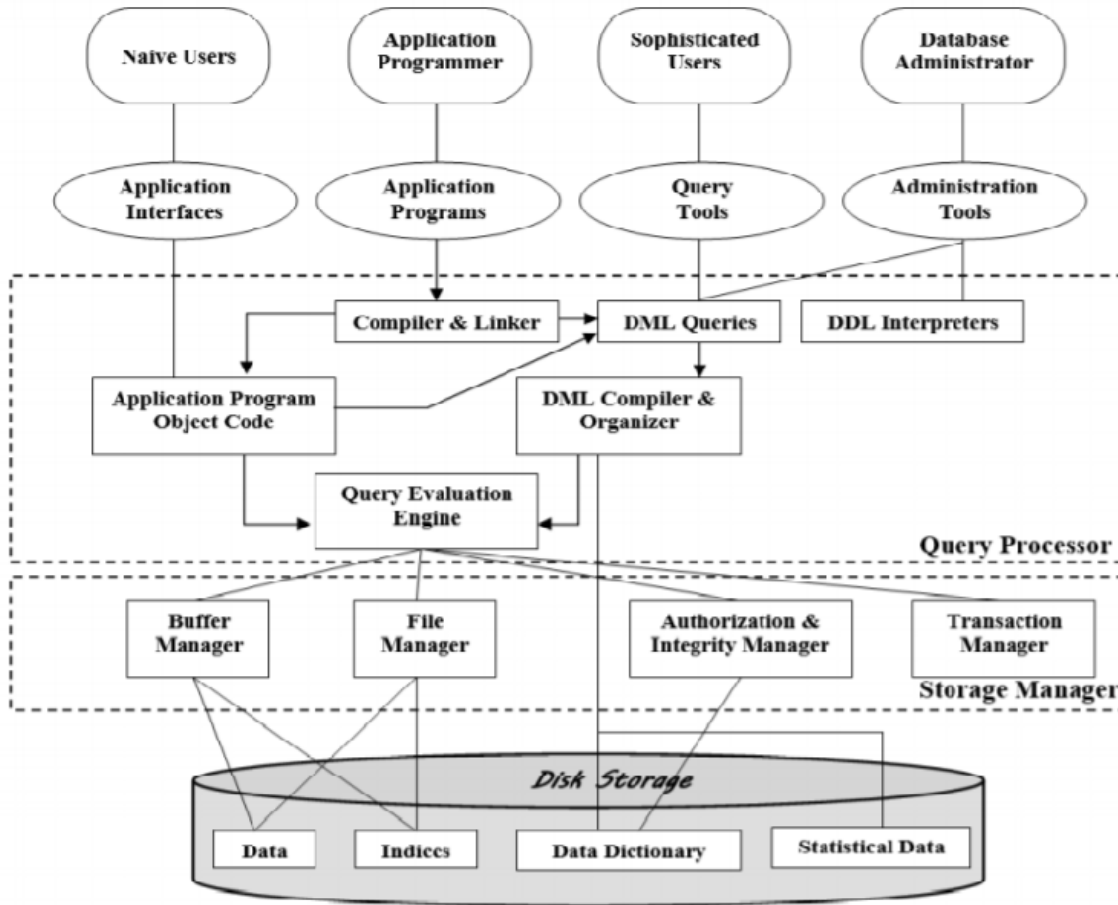 Naive Users
Application
Programmer
Sophisticated
Users
Database
Administrator
Application
Interfaces
Application
Programs
Query
Tools
Administration
Tools
Compiler & Linker
DML Queries
DDL Interpreters
Application Program
Object Code
DML Compiler &
Organizer
Query Evaluation
Engine
Query Processor
Buffer
Manager
File
Manager
Authorization &
Integrity Manager
Transaction
Manager
Storage Manager
Disk Storage
Data
Indices
Data Dictionary
Statistical Data